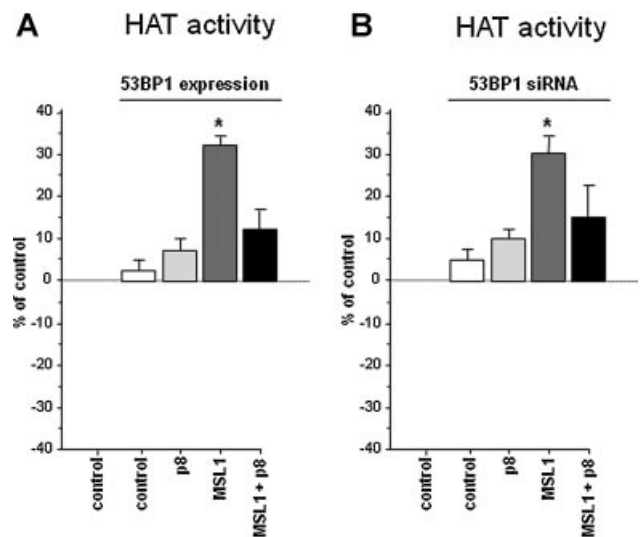 A HAT activity
53BP1 expression
*
40
30
20
10
0
-10
-20
-30
-40
% of control
control
control
p8
MSL1
MSL1 + p8
B HAT activity
53BP1 siRNA
*
40
30
20
10
0
-10
-20
-30
-40
% of control
control
control
p8
MSL1
MSL1 + p8